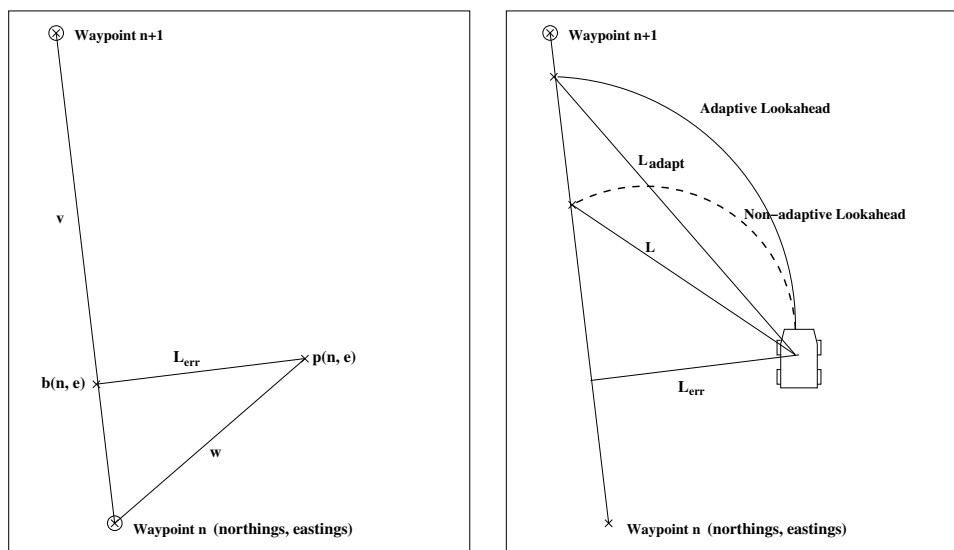 Waypoint n+1
v
L_err
p(n, e)
b(n, e)
w
Waypoint n (northings, eastings)
Waypoint n+1
Adaptive Lookahead
L_adapt
Non−adaptive Lookahead
L
L_err
Waypoint n (northings, eastings)